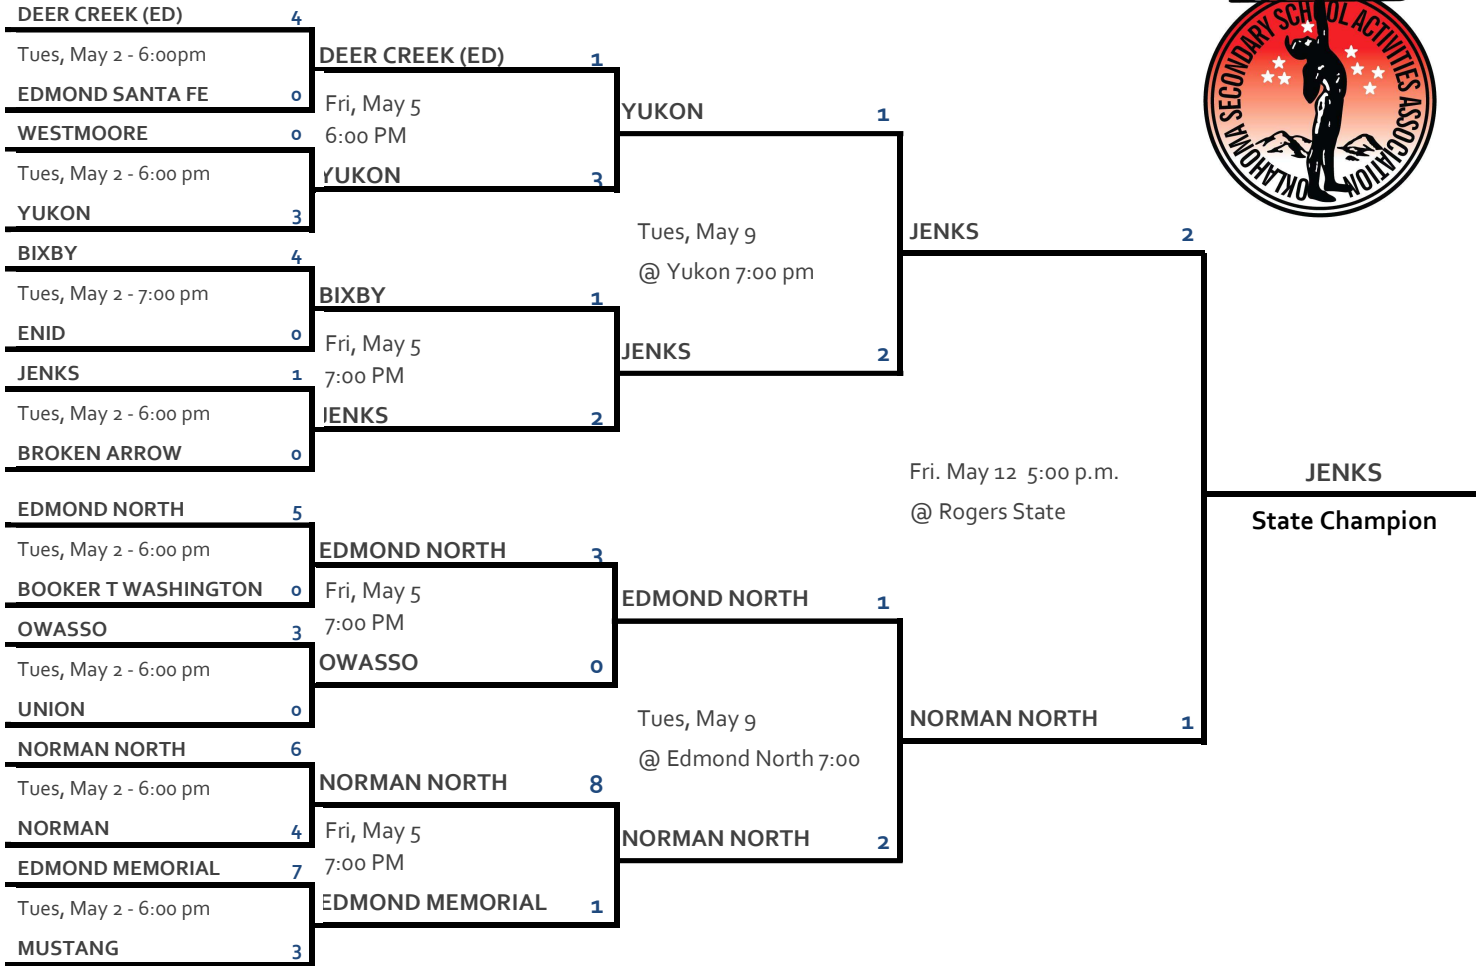 DEER CREEK (ED) 4
Tues, May 2 - 6:00pm
EDMOND SANTA FE 0
WESTMOORE 0
Tues, May 2 - 6:00 pm
YUKON 3
BIXBY 4
Tues, May 2 - 7:00 pm
ENID 0
JENKS 1
Tues, May 2 - 6:00 pm
BROKEN ARROW 0
EDMOND NORTH 5
Tues, May 2 - 6:00 pm
BOOKER T WASHINGTON 0
OWASSO 3
Tues, May 2 - 6:00 pm
UNION 0
NORMAN NORTH 6
Tues, May 2 - 6:00 pm
NORMAN 4
EDMOND MEMORIAL 7
Tues, May 2 - 6:00 pm
MUSTANG 3
DEER CREEK (ED) 1
Fri, May 5
6:00 PM
YUKON 3
BIXBY 1
Fri, May 5
7:00 PM
JENKS 2
EDMOND NORTH 3
Fri, May 5
7:00 PM
OWASSO 0
NORMAN NORTH 8
Fri, May 5
7:00 PM
EDMOND MEMORIAL 1
YUKON 1
Tues, May 9
@ Yukon 7:00 pm
JENKS 2
EDMOND NORTH 1
Tues, May 9
@ Edmond North 7:00
NORMAN NORTH 2
JENKS 2
Fri. May 12 5:00 p.m.
@ Rogers State
NORMAN NORTH 1
JENKS
State Champion
OKLAHOMA SECONDARY SCHOOL ACTIVITIES ASSOCIATION